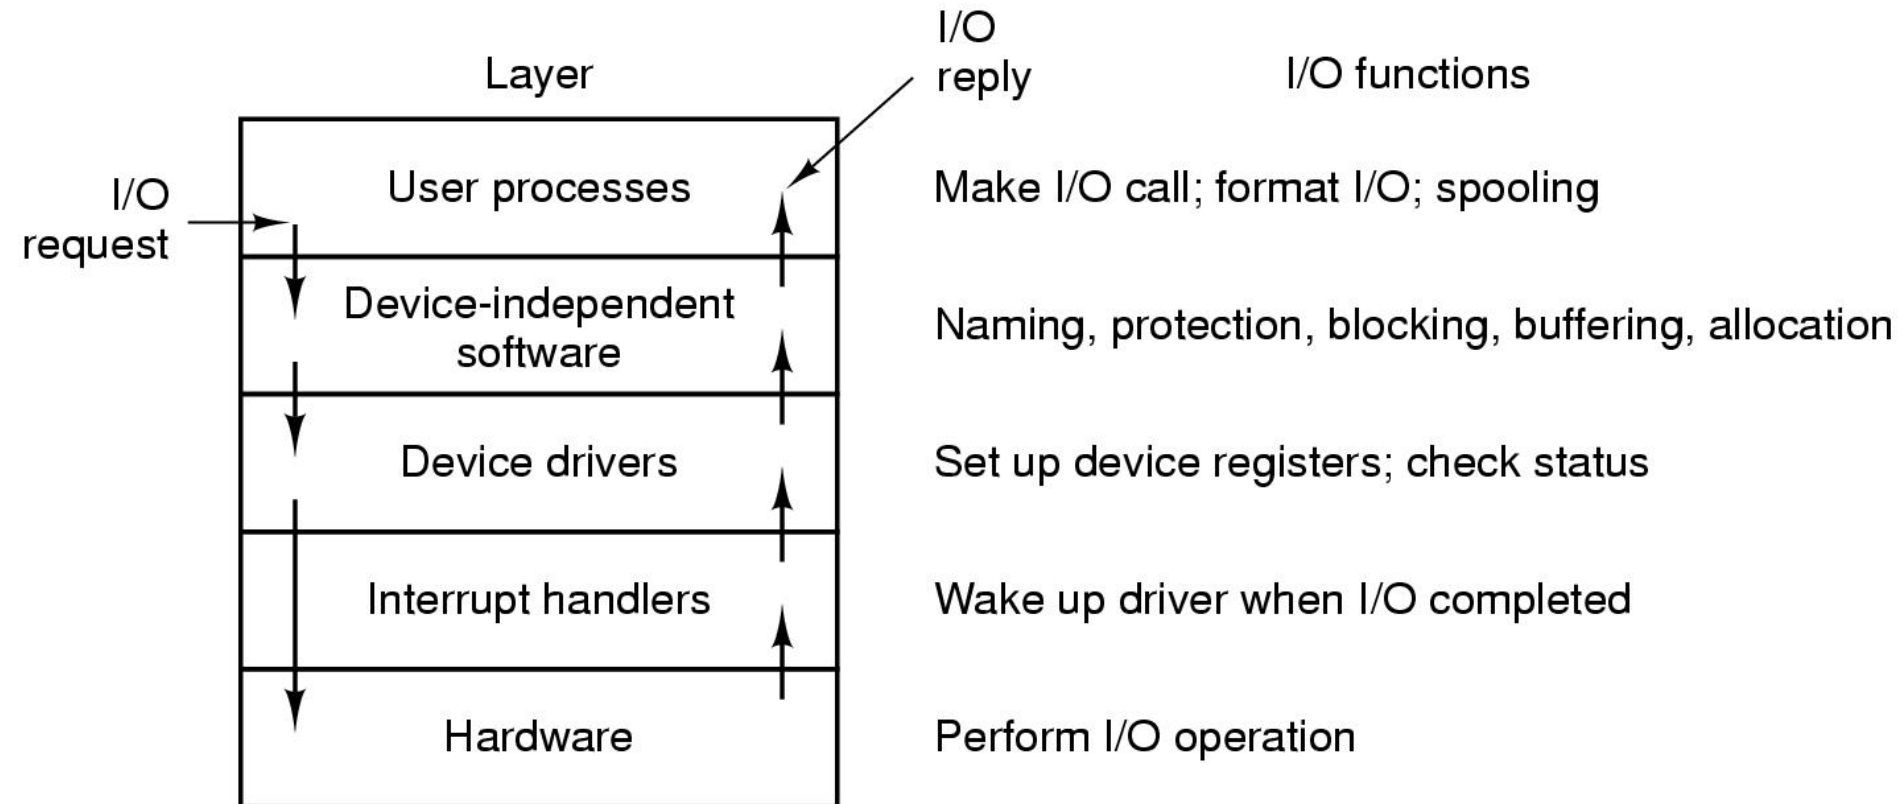 Layer
I/O
reply
I/O functions
I/O
request
User processes
Make I/O call; format I/O; spooling
Device-independent
software
Naming, protection, blocking, buffering, allocation
Device drivers
Set up device registers; check status
Interrupt handlers
Wake up driver when I/O completed
Hardware
Perform I/O operation